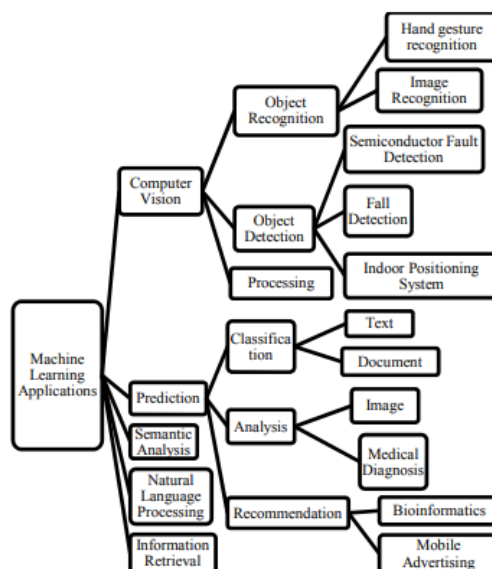 Hand gesture
recognition
Image
Recognition
Object
Recognition
Semiconductor Fault
Detection
Computer
Vision
Fall
Detection
Object
Detection
Indoor Positioning
System
Processing
Machine
Learning
Applications
Classifica
tion
Text
Document
Prediction
Image
Analysis
Semantic
Analysis
Medical
Diagnosis
Natural
Language
Processing
Recommendation
Bioinformatics
Information
Retrieval
Mobile
Advertising